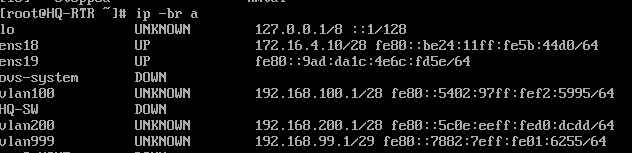 [root@HQ-RTR ~]# ip -br a
lo UNKNOWN 127.0.0.1/8 ::1/128
ens18 UP 172.16.4.10/28 fe80::be24:11ff:fe5b:44d0/64
ens19 UP fe80::9ad:da1c:4e6c:fd5e/64
ovs-system DOWN
vlan100 UNKNOWN 192.168.100.1/28 fe80::5402:97ff:fef2:5995/64
HQ-SW DOWN
vlan200 UNKNOWN 192.168.200.1/28 fe80::5c0e:eeff:fed0:dcdd/64
vlan999 UNKNOWN 192.168.99.1/29 fe80::7882:7eff:fe01:6255/64